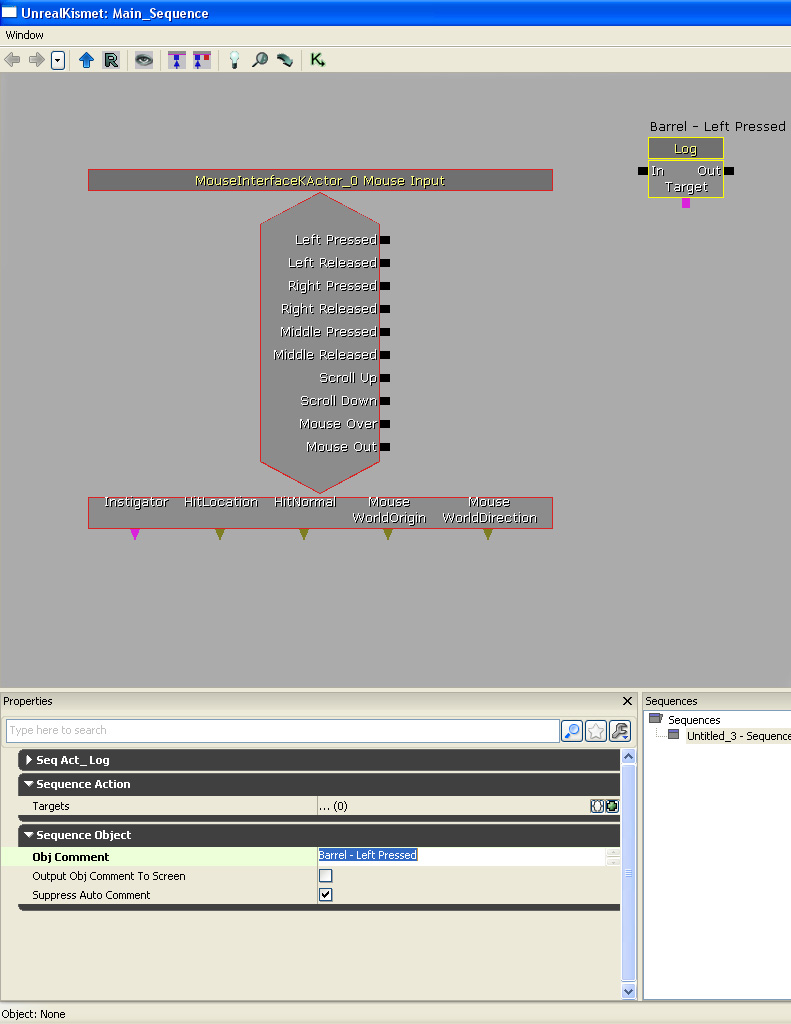 UnrealKismet: Main_Sequence
Window
R
K
Barrel - Left Pressed
Log
In Out
Target
MouseInterfaceKActor_0 Mouse Input
Left Pressed
Left Released
Right Pressed
Right Released
Middle Pressed
Middle Released
Scroll Up
Scroll Down
Mouse Over
Mouse Out
Instigator HitLocation HitNormal Mouse WorldOrigin Mouse WorldDirection
Properties
Type here to search
Seq Act_Log
Sequence Action
Targets ... (0)
Sequence Object
Obj Comment Barrel - Left Pressed
Output Obj Comment To Screen
Suppress Auto Comment
Sequences
Sequences
Untitled_3 - Sequence
Object: None